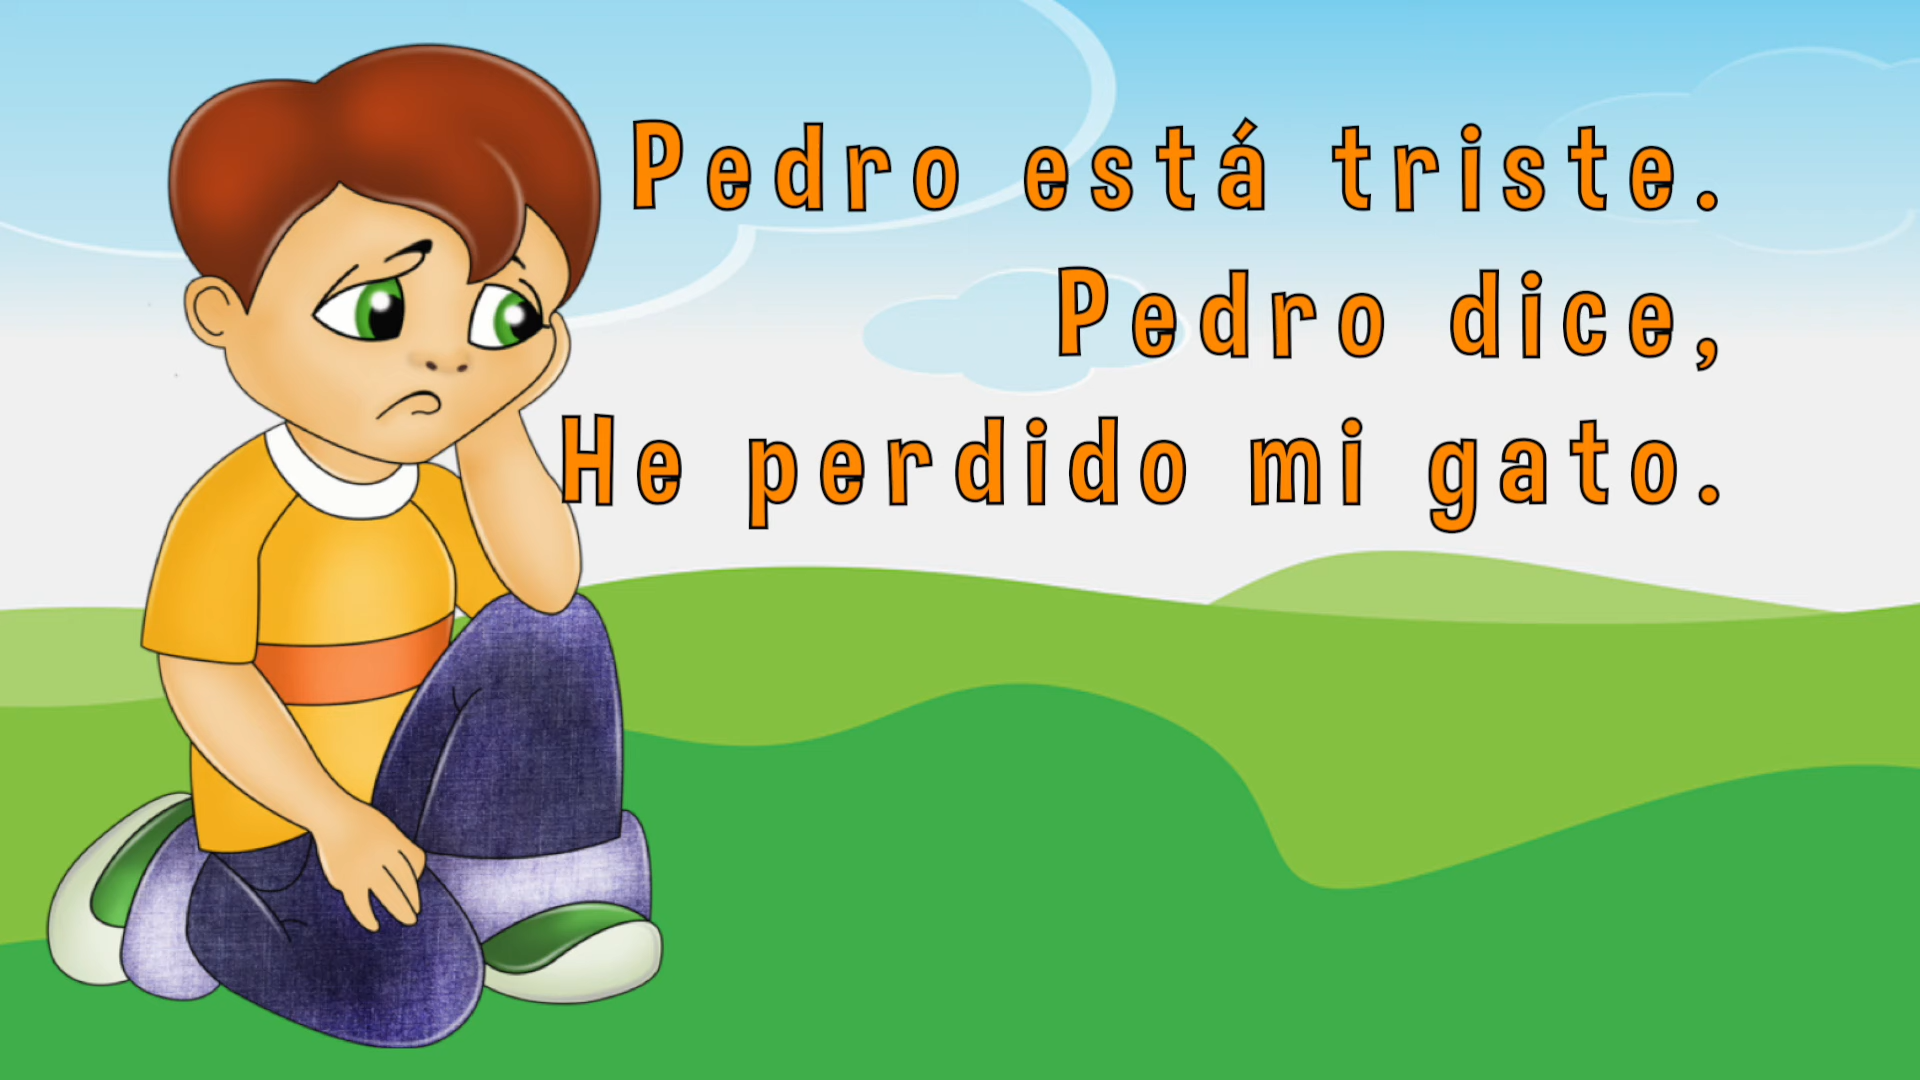 Pedro está triste.
Pedro dice,
He perdido mi gato.